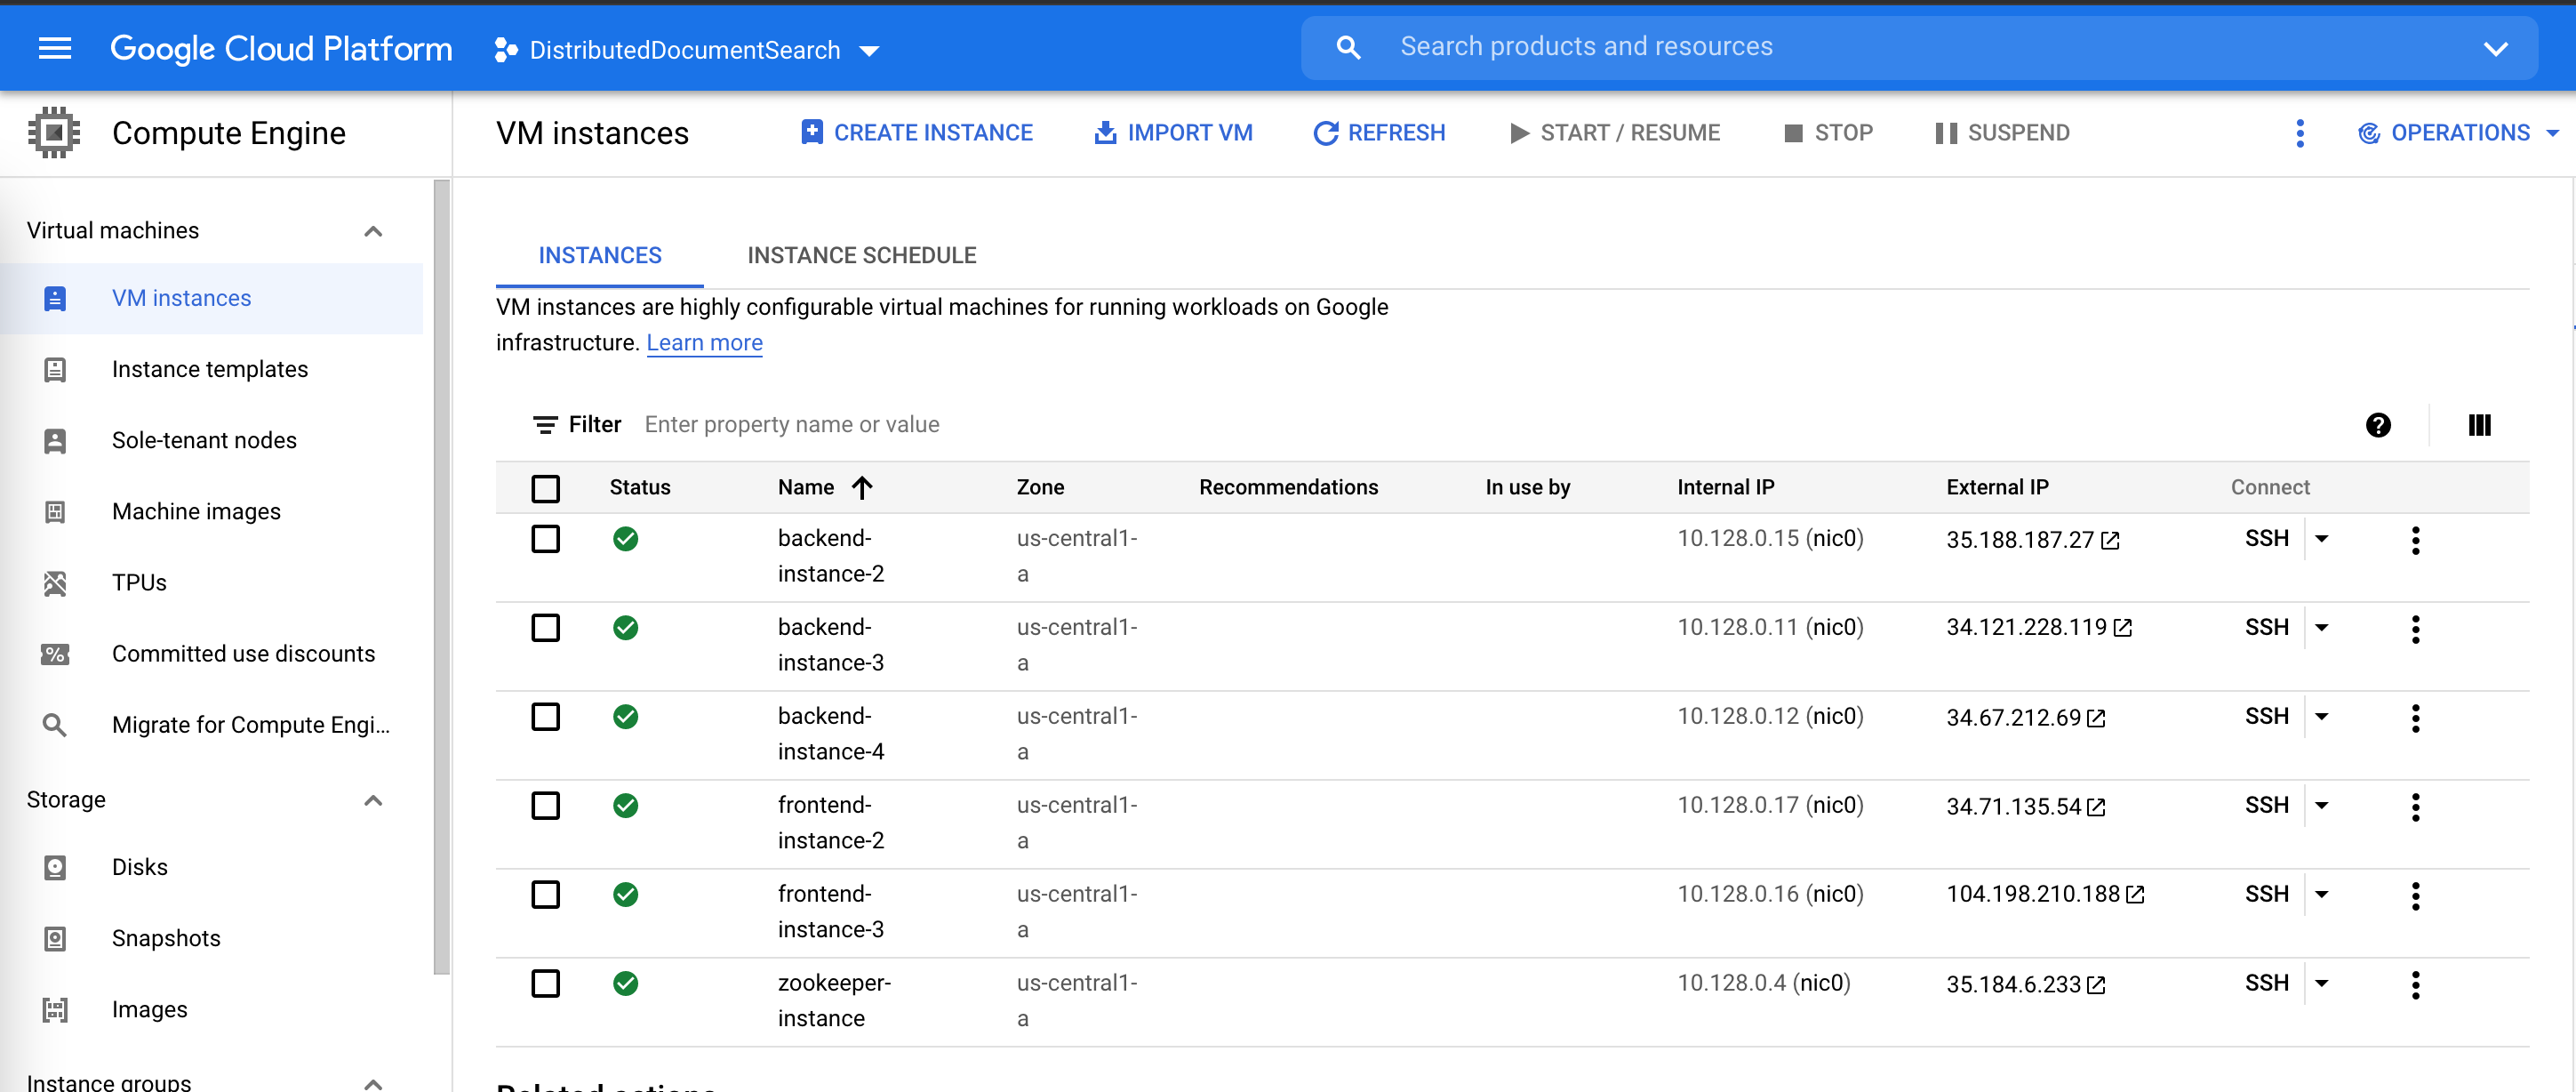 Google Cloud Platform DistributedDocumentSearch Search products and resources
Compute Engine
VM instances CREATE INSTANCE IMPORT VM REFRESH START / RESUME STOP SUSPEND OPERATIONS
Virtual machines
VM instances
Instance templates
Sole-tenant nodes
Machine images
TPUs
Committed use discounts
Migrate for Compute Engi...
Storage
Disks
Snapshots
Images
Instance groups
INSTANCES INSTANCE SCHEDULE
VM instances are highly configurable virtual machines for running workloads on Google
infrastructure. Learn more
Filter Enter property name or value
Status Name Zone Recommendations In use by Internal IP External IP Connect
backend- us-central1- 10.128.0.15 (nic0) 35.188.187.27 SSH
instance-2 a
backend- us-central1- 10.128.0.11 (nic0) 34.121.228.119 SSH
instance-3 a
backend- us-central1- 10.128.0.12 (nic0) 34.67.212.69 SSH
instance-4 a
frontend- us-central1- 10.128.0.17 (nic0) 34.71.135.54 SSH
instance-2 a
frontend- us-central1- 10.128.0.16 (nic0) 104.198.210.188 SSH
instance-3 a
zookeeper- us-central1- 10.128.0.4 (nic0) 35.184.6.233 SSH
instance a
Related actions